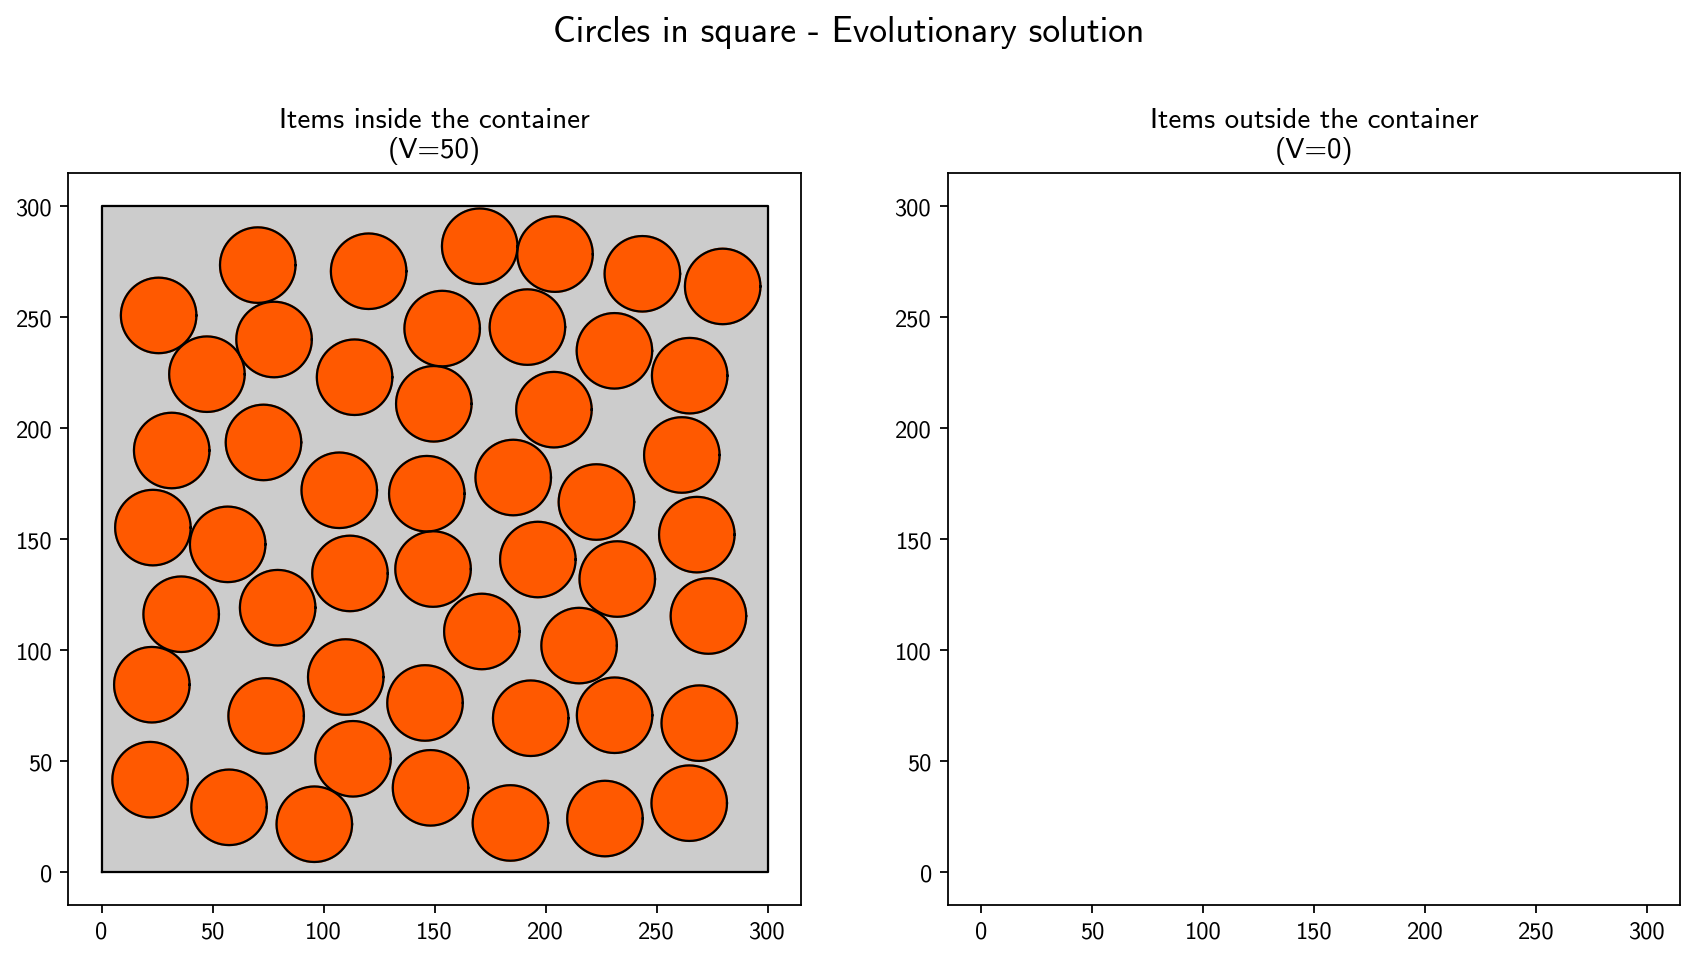 Circles in square - Evolutionary solution
Items inside the container
(V=50)
300
250
200
150
100
50
0
0 50 100 150 200 250 300
Items outside the container
(V=0)
300
250
200
150
100
50
0
0 50 100 150 200 250 300